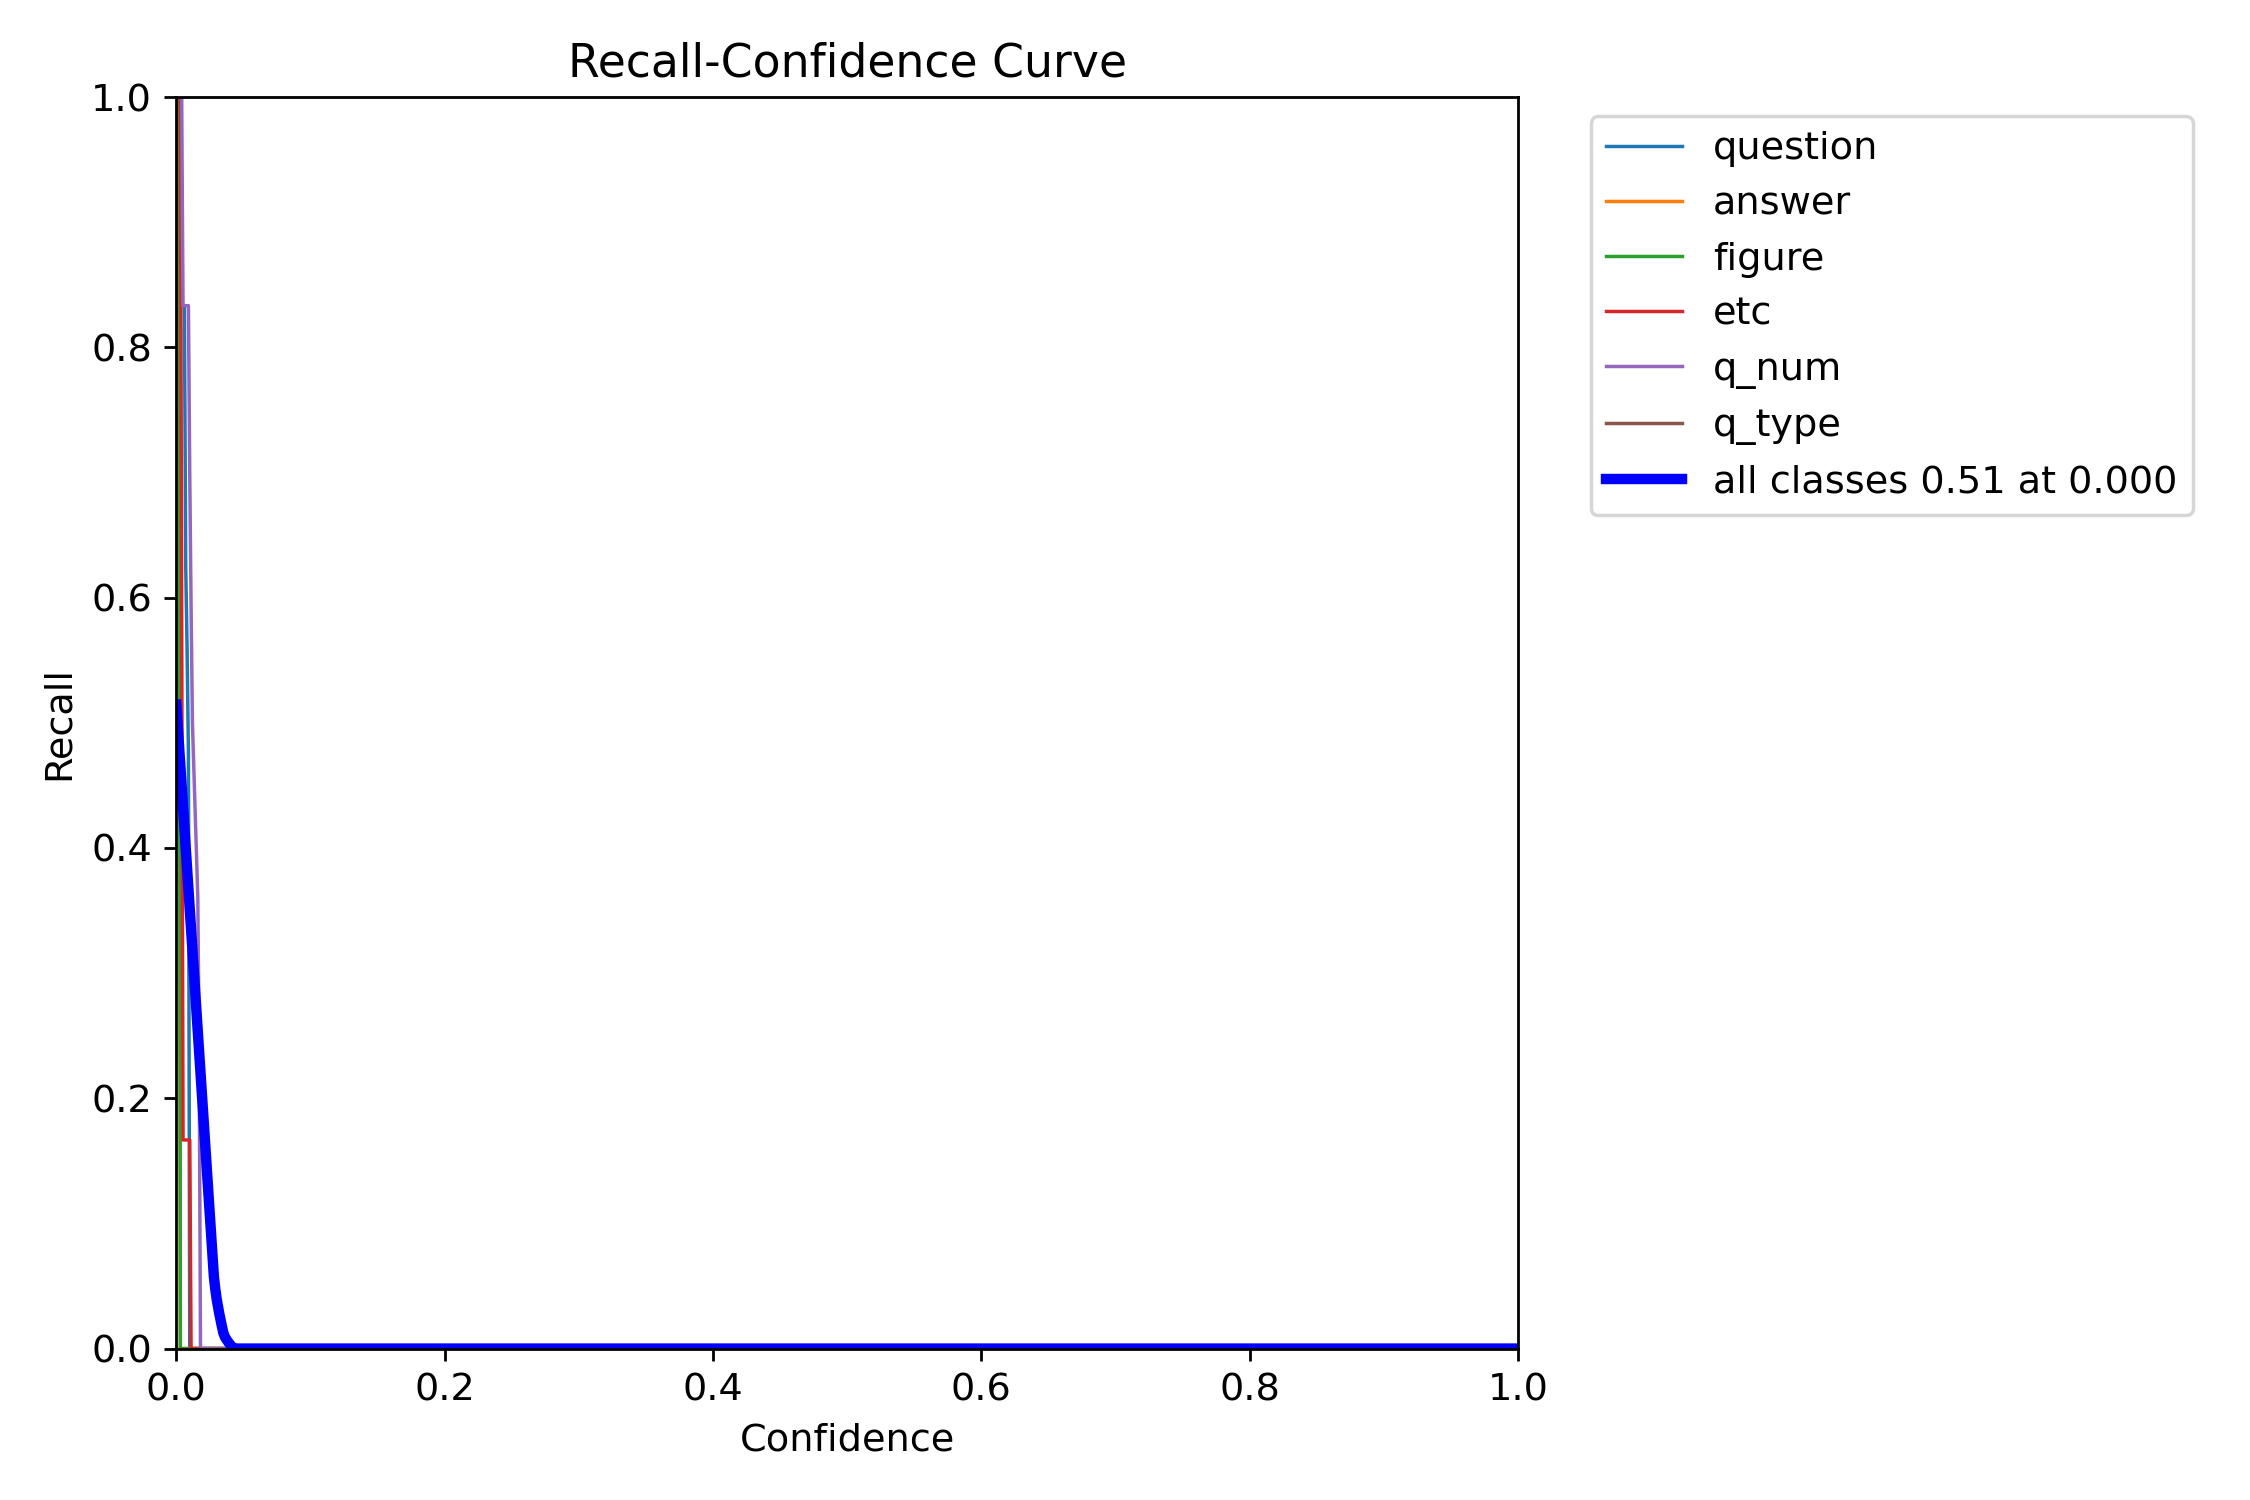 Recall-Confidence Curve
1.0
0.8
0.6
0.4
0.2
0.0
Recall
0.0 0.2 0.4 0.6 0.8 1.0
Confidence
question
answer
figure
etc
q_num
q_type
all classes 0.51 at 0.000